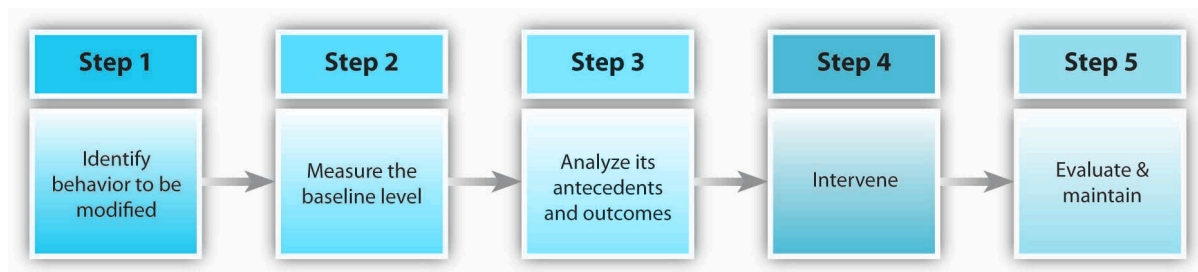 Step 1
Identify
behavior to be
modified
Step 2
Measure the
baseline level
Step 3
Analyze its
antecedents
and outcomes
Step 4
Intervene
Step 5
Evaluate &
maintain